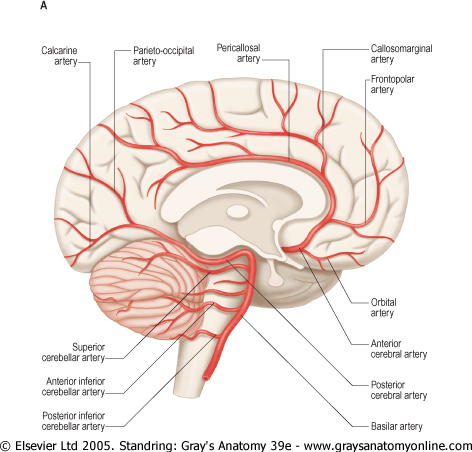 A
Calcarine
artery
Parieto-occipital
artery
Pericallosal
artery
Callosomarginal
artery
Frontopolar
artery
Orbital
artery
Anterior
cerebral artery
Posterior
cerebral artery
Basilar artery
Superior
cerebellar artery
Anterior inferior
cerebellar artery
Posterior inferior
cerebellar artery
© Elsevier Ltd 2005. Standring: Gray's Anatomy 39e - www.graysanatomyonline.com